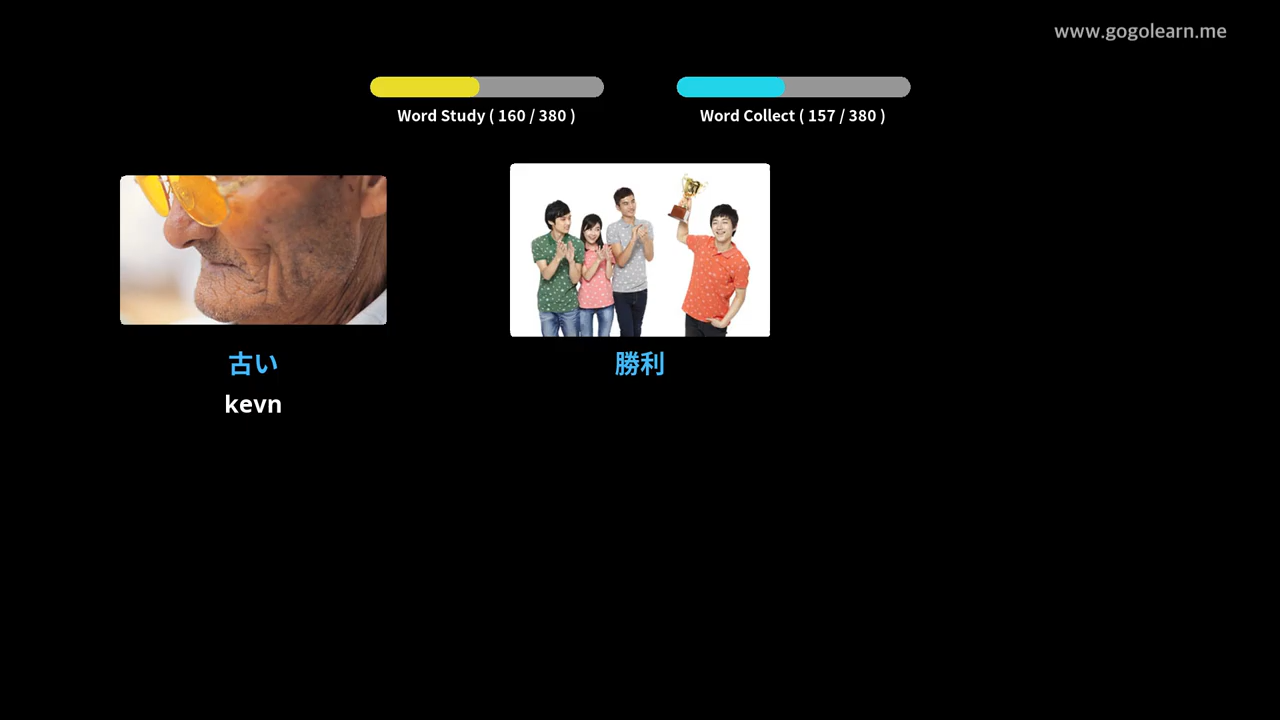 www.gogolearn.me
Word Study ( 160 / 380 )
Word Collect ( 157 / 380 )
古い
kevn
勝利